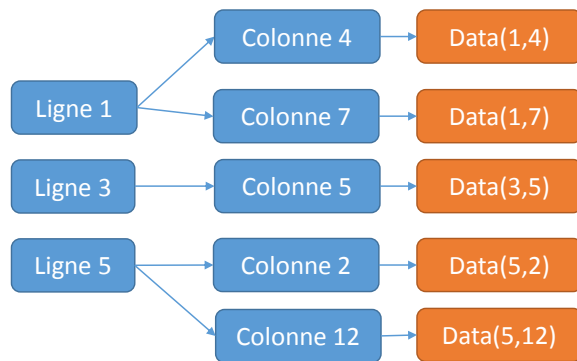 Colonne 4
Data(1,4)
Ligne 1
Colonne 7
Data(1,7)
Ligne 3
Colonne 5
Data(3,5)
Ligne 5
Colonne 2
Data(5,2)
Colonne 12
Data(5,12)